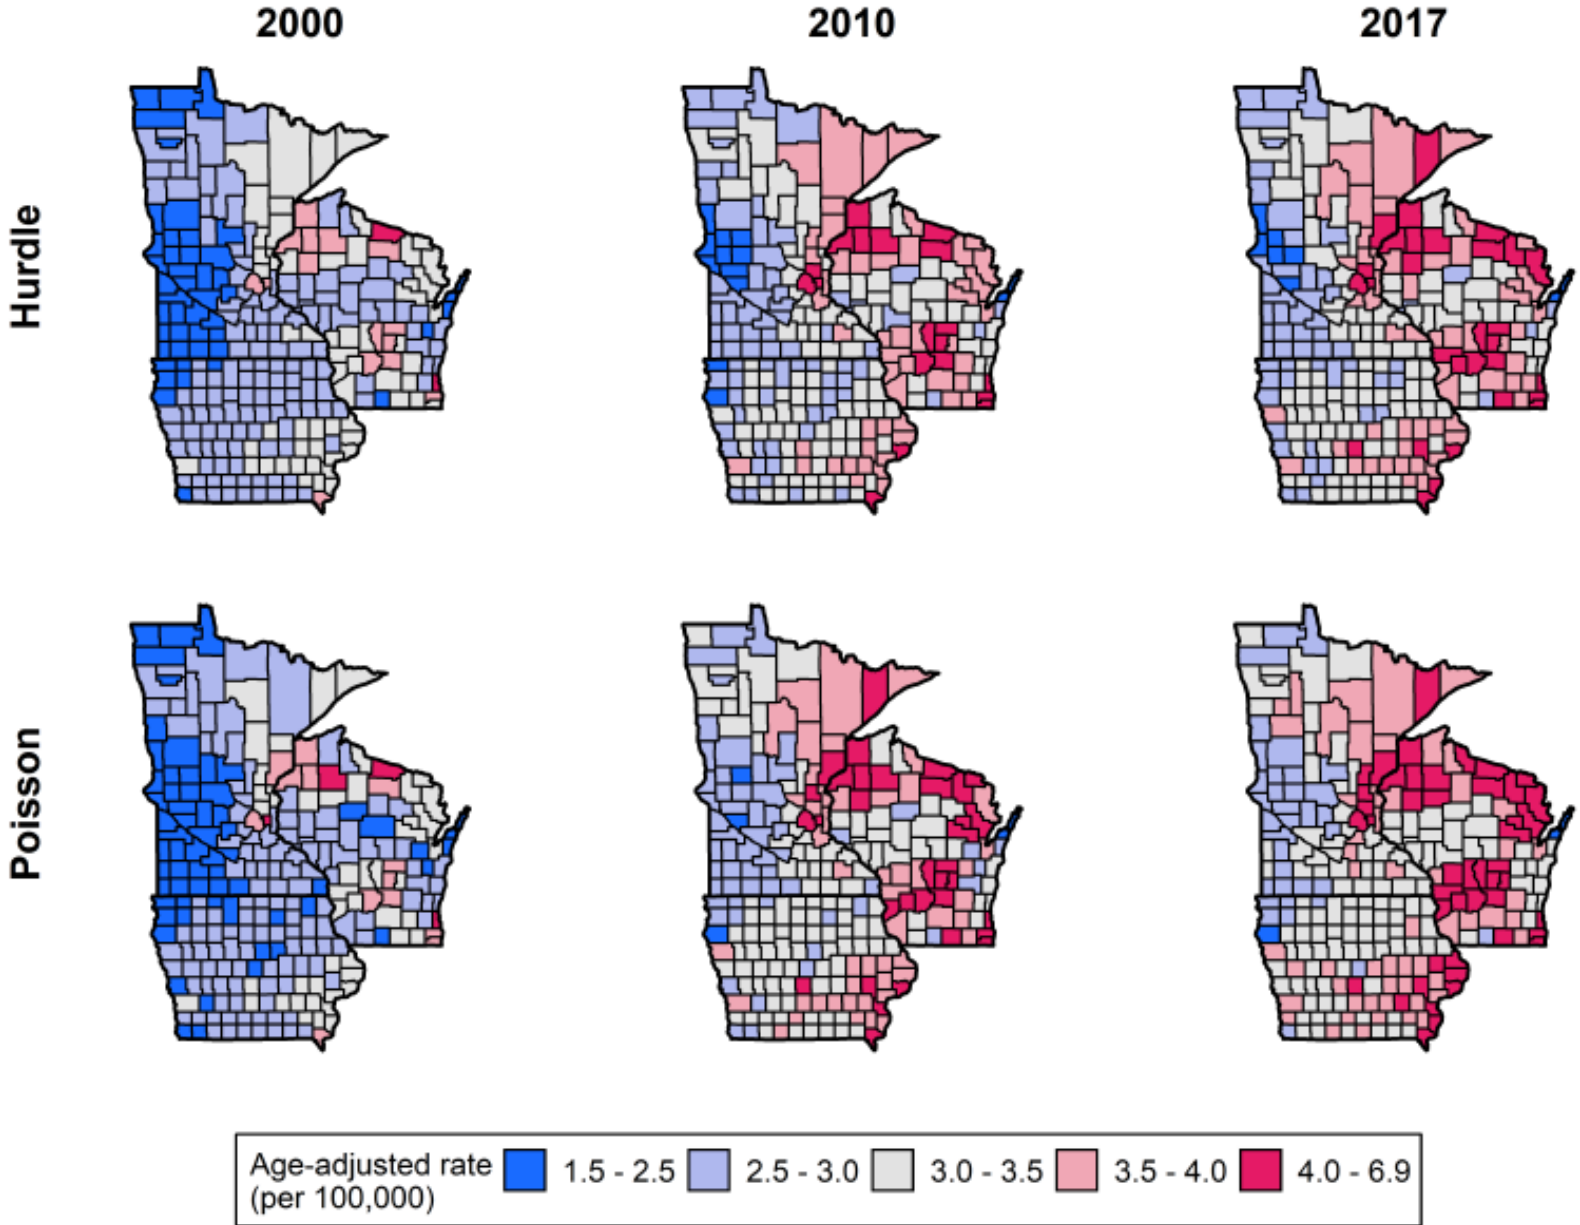 2000 2010 2017
Hurdle
Poisson
Age-adjusted rate
(per 100,000)
1.5 - 2.5 2.5 - 3.0 3.0 - 3.5 3.5 - 4.0 4.0 - 6.9